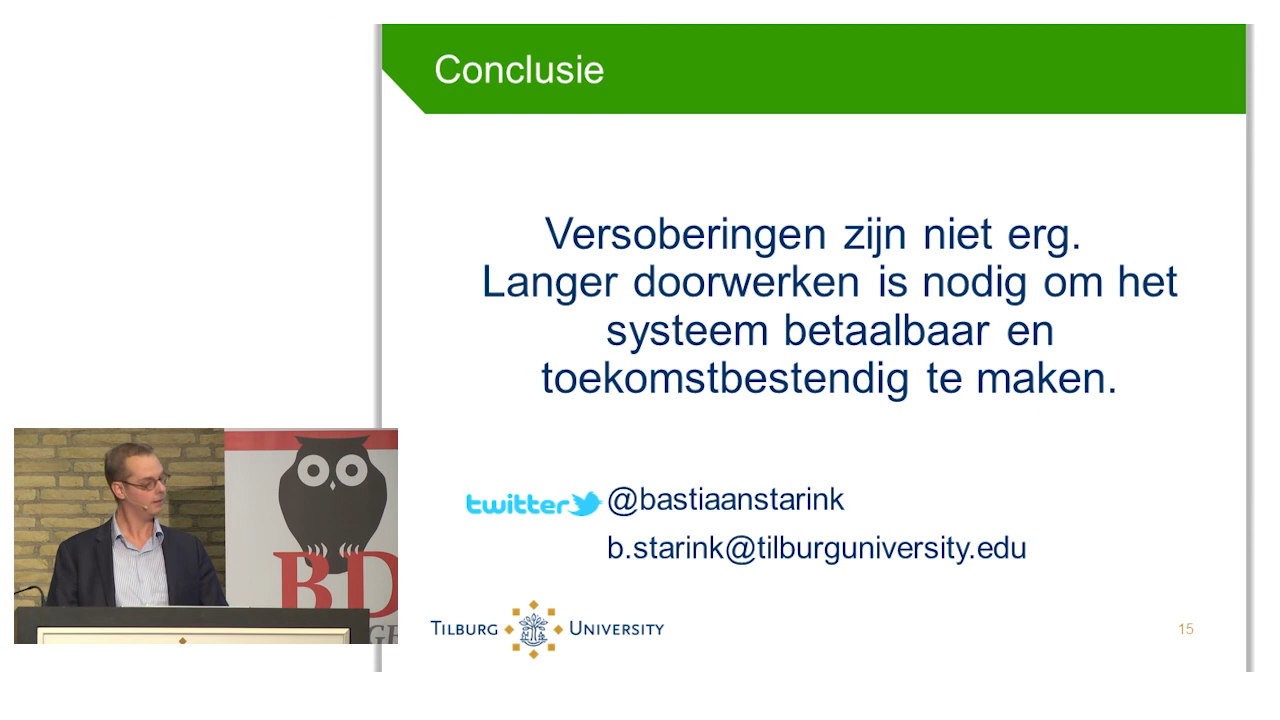 Conclusie
Versoberingen zijn niet erg.
Langer doorwerken is nodig om het
systeem betaalbaar en
toekomstbestendig te maken.
twitter @bastiaanstarink
b.starink@tilburguniversity.edu
TILBURG UNIVERSITY
15
BD